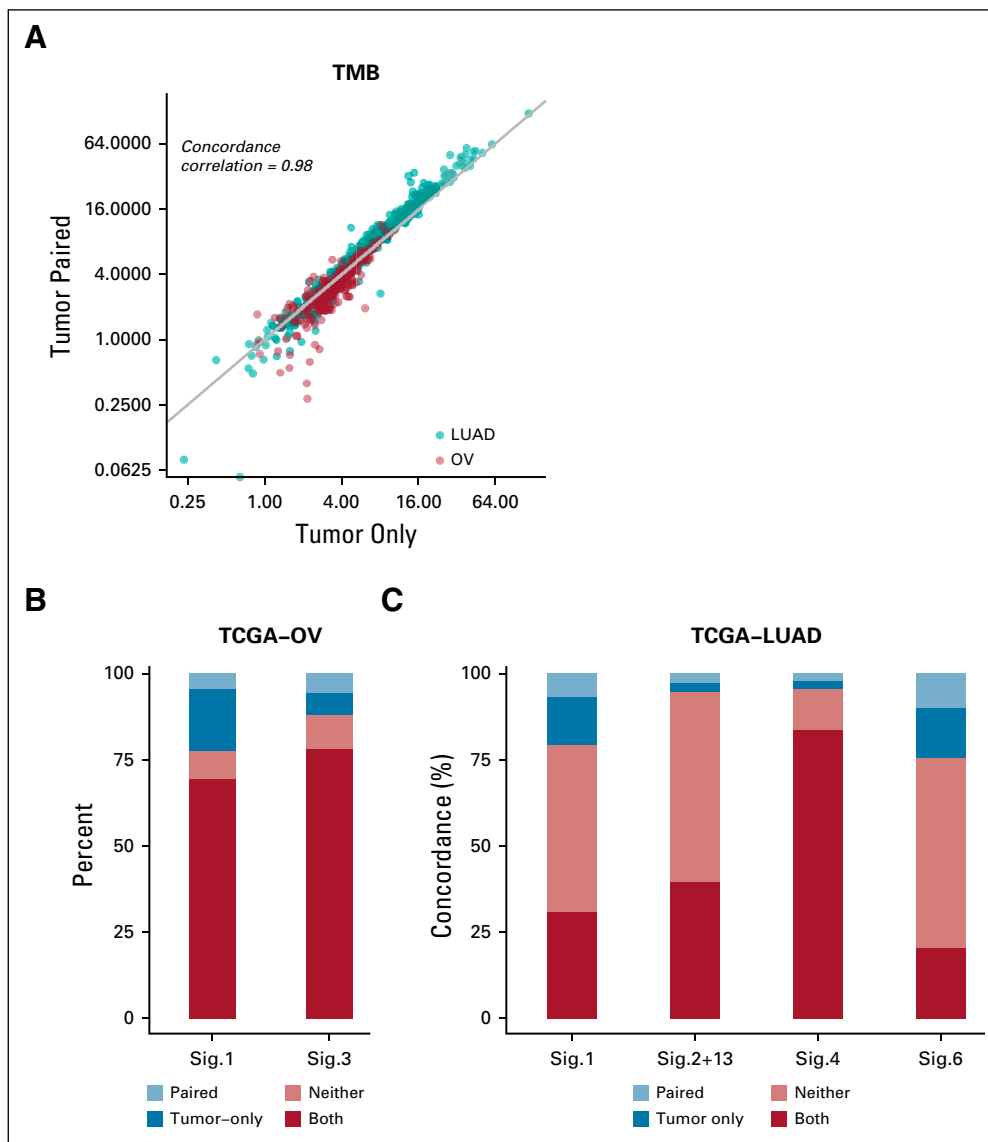 A
TMB
Concordance
correlation = 0.98
Tumor Paired
64.0000
16.0000
4.0000
1.0000
0.2500
0.0625
LUAD
OV
0.25 1.00 4.00 16.00 64.00
Tumor Only
B
TCGA–OV
Percent
100
75
50
25
0
Sig.1 Sig.3
Paired Neither
Tumor–only Both
C
TCGA–LUAD
Concordance (%)
100
75
50
25
0
Sig.1 Sig.2+13 Sig.4 Sig.6
Paired Neither
Tumor only Both